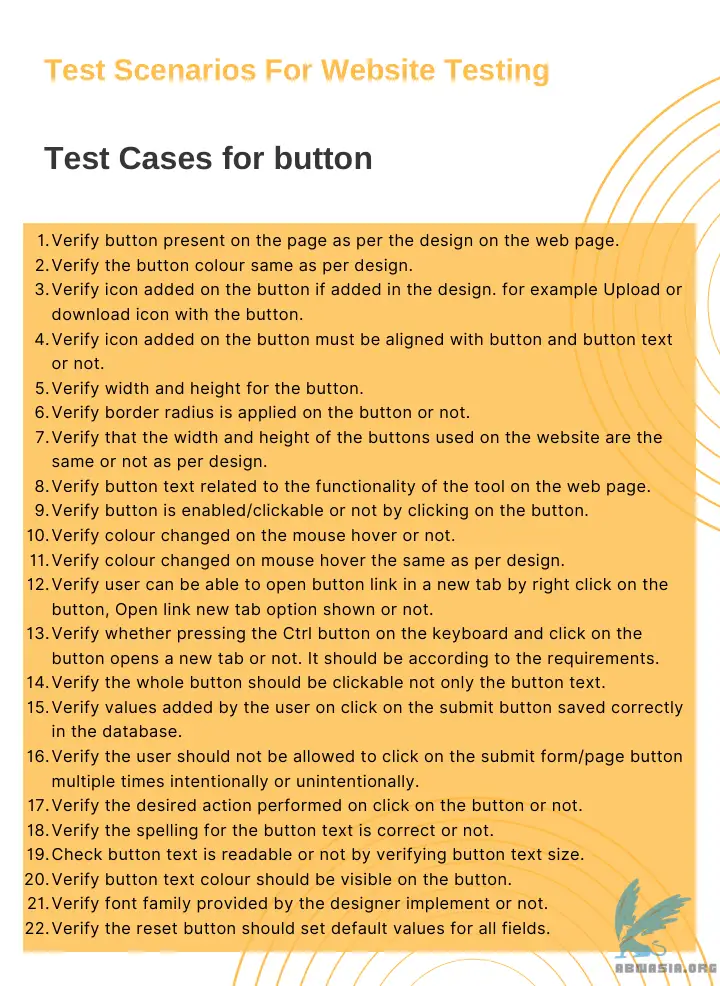 Test Scenarios For Website Testing
Test Cases for button
1. Verify button present on the page as per the design on the web page.
2. Verify the button colour same as per design.
3. Verify icon added on the button if added in the design. for example Upload or
download icon with the button.
4. Verify icon added on the button must be aligned with button and button text
or not.
5. Verify width and height for the button.
6. Verify border radius is applied on the button or not.
7. Verify that the width and height of the buttons used on the website are the
same or not as per design.
8. Verify button text related to the functionality of the tool on the web page.
9. Verify button is enabled/clickable or not by clicking on the button.
10. Verify colour changed on the mouse hover or not.
11. Verify colour changed on mouse hover the same as per design.
12. Verify user can be able to open button link in a new tab by right click on the
button, Open link new tab option shown or not.
13. Verify whether pressing the Ctrl button on the keyboard and click on the
button opens a new tab or not. It should be according to the requirements.
14. Verify the whole button should be clickable not only the button text.
15. Verify values added by the user on click on the submit button saved correctly
in the database.
16. Verify the user should not be allowed to click on the submit form/page button
multiple times intentionally or unintentionally.
17. Verify the desired action performed on click on the button or not.
18. Verify the spelling for the button text is correct or not.
19. Check button text is readable or not by verifying button text size.
20. Verify button text colour should be visible on the button.
21. Verify font family provided by the designer implement or not.
22. Verify the reset button should set default values for all fields.
ABWASIA.ORG